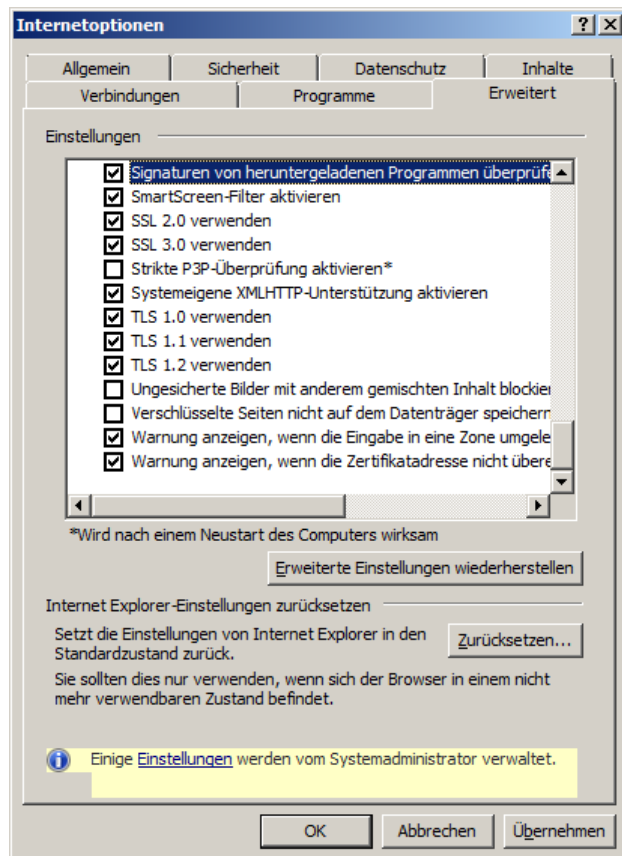 Internetoptionen
Allgemein Sicherheit Datenschutz Inhalte
Verbindungen Programme Erweitert
Einstellungen
Signaturen von heruntergeladenen Programmen überprüfe
SmartScreen-Filter aktivieren
SSL 2.0 verwenden
SSL 3.0 verwenden
Strikte P3P-Überprüfung aktivieren*
Systemeigene XMLHTTP-Unterstützung aktivieren
TLS 1.0 verwenden
TLS 1.1 verwenden
TLS 1.2 verwenden
Ungesicherte Bilder mit anderem gemischten Inhalt blockier
Verschlüsselte Seiten nicht auf dem Datenträger speichern
Warnung anzeigen, wenn die Eingabe in eine Zone umgele
Warnung anzeigen, wenn die Zertifikatadresse nicht übere
*Wird nach einem Neustart des Computers wirksam
Erweiterte Einstellungen wiederherstellen
Internet Explorer-Einstellungen zurücksetzen
Setzt die Einstellungen von Internet Explorer in den
Standardzustand zurück.
Zurücksetzen...
Sie sollten dies nur verwenden, wenn sich der Browser in einem nicht
mehr verwendbaren Zustand befindet.
Einige Einstellungen werden vom Systemadministrator verwaltet.
OK Abbrechen Übernehmen